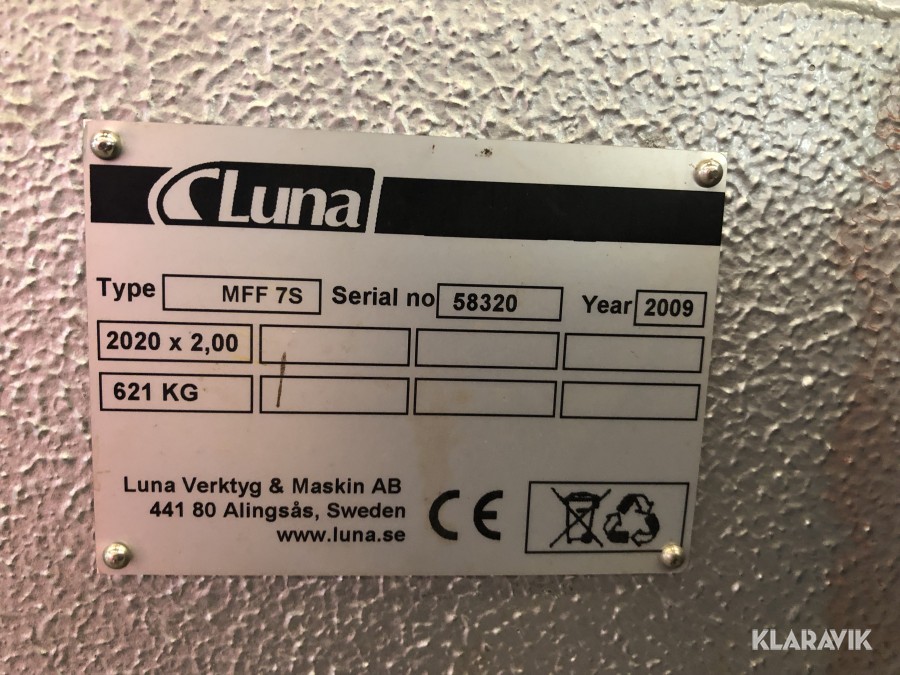 Luna
Type MFF 7S Serial no 58320 Year 2009
2020 x 2,00
621 KG
Luna Verktyg & Maskin AB
441 80 Alingsås, Sweden
www.luna.se
CE
KLARAVIK